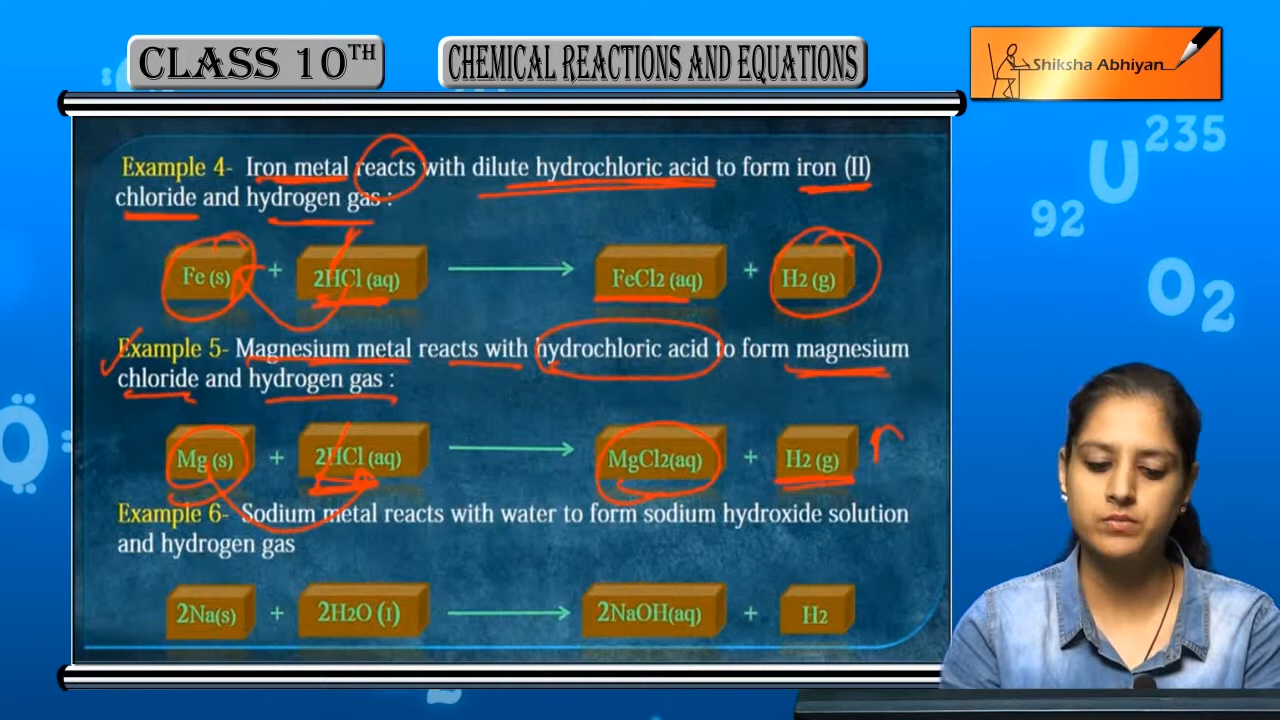 CLASS 10TH
CHEMICAL REACTIONS AND EQUATIONS
Shiksha Abhiyan
Example 4- Iron metal reacts with dilute hydrochloric acid to form iron (II)
chloride and hydrogen gas :
Fe (s) + 2HCl (aq) → FeCl2 (aq) + H2 (g)
Example 5- Magnesium metal reacts with hydrochloric acid to form magnesium
chloride and hydrogen gas :
Mg (s) + 2HCl (aq) → MgCl2(aq) + H2 (g)
Example 6- Sodium metal reacts with water to form sodium hydroxide solution
and hydrogen gas
2Na(s) + 2H2O (l) → 2NaOH(aq) + H2
U 235
92
O2